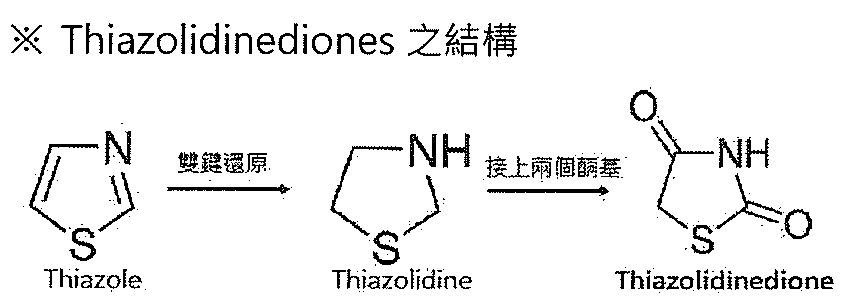 ※ Thiazolidinediones 之結構
雙鍵還原
接上兩個酮基
N
S
NH
S
O
NH
S
O
Thiazole
Thiazolidine
Thiazolidinedione